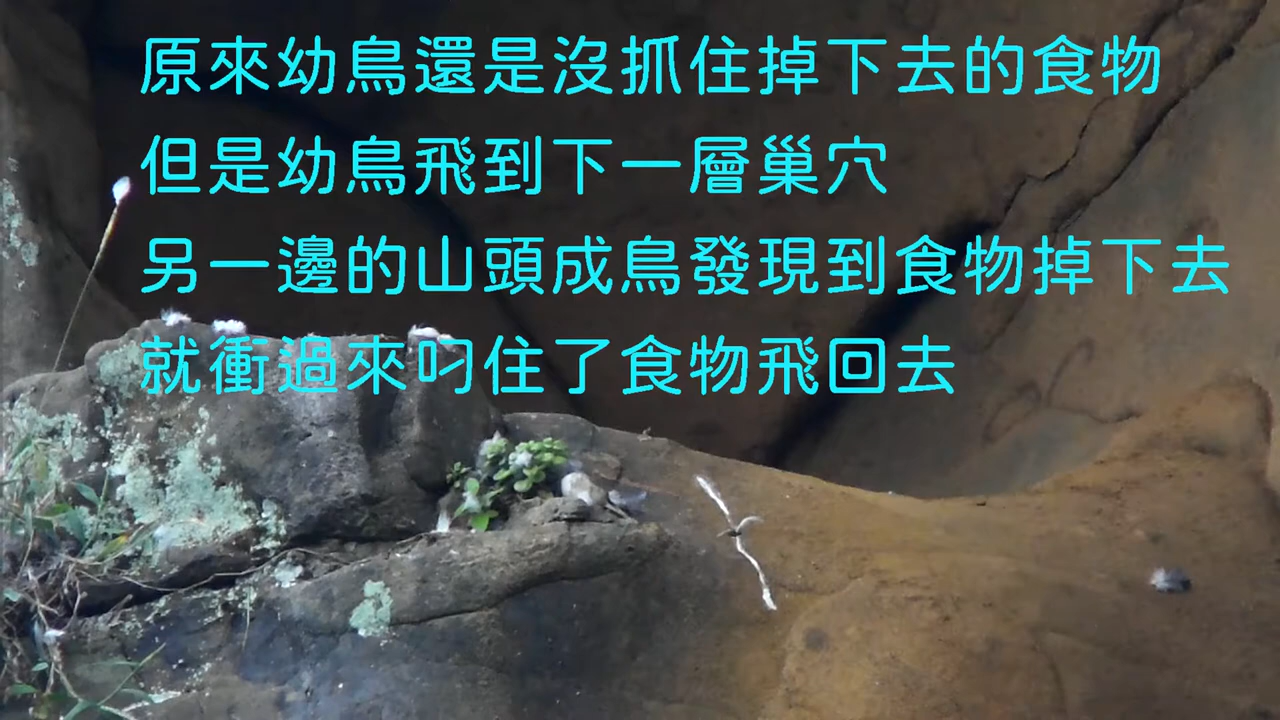 原來幼鳥還是沒抓住掉下去的食物
但是幼鳥飛到下一層巢穴
另一邊的山頭成鳥發現到食物掉下去
就衝過來叼住了食物飛回去